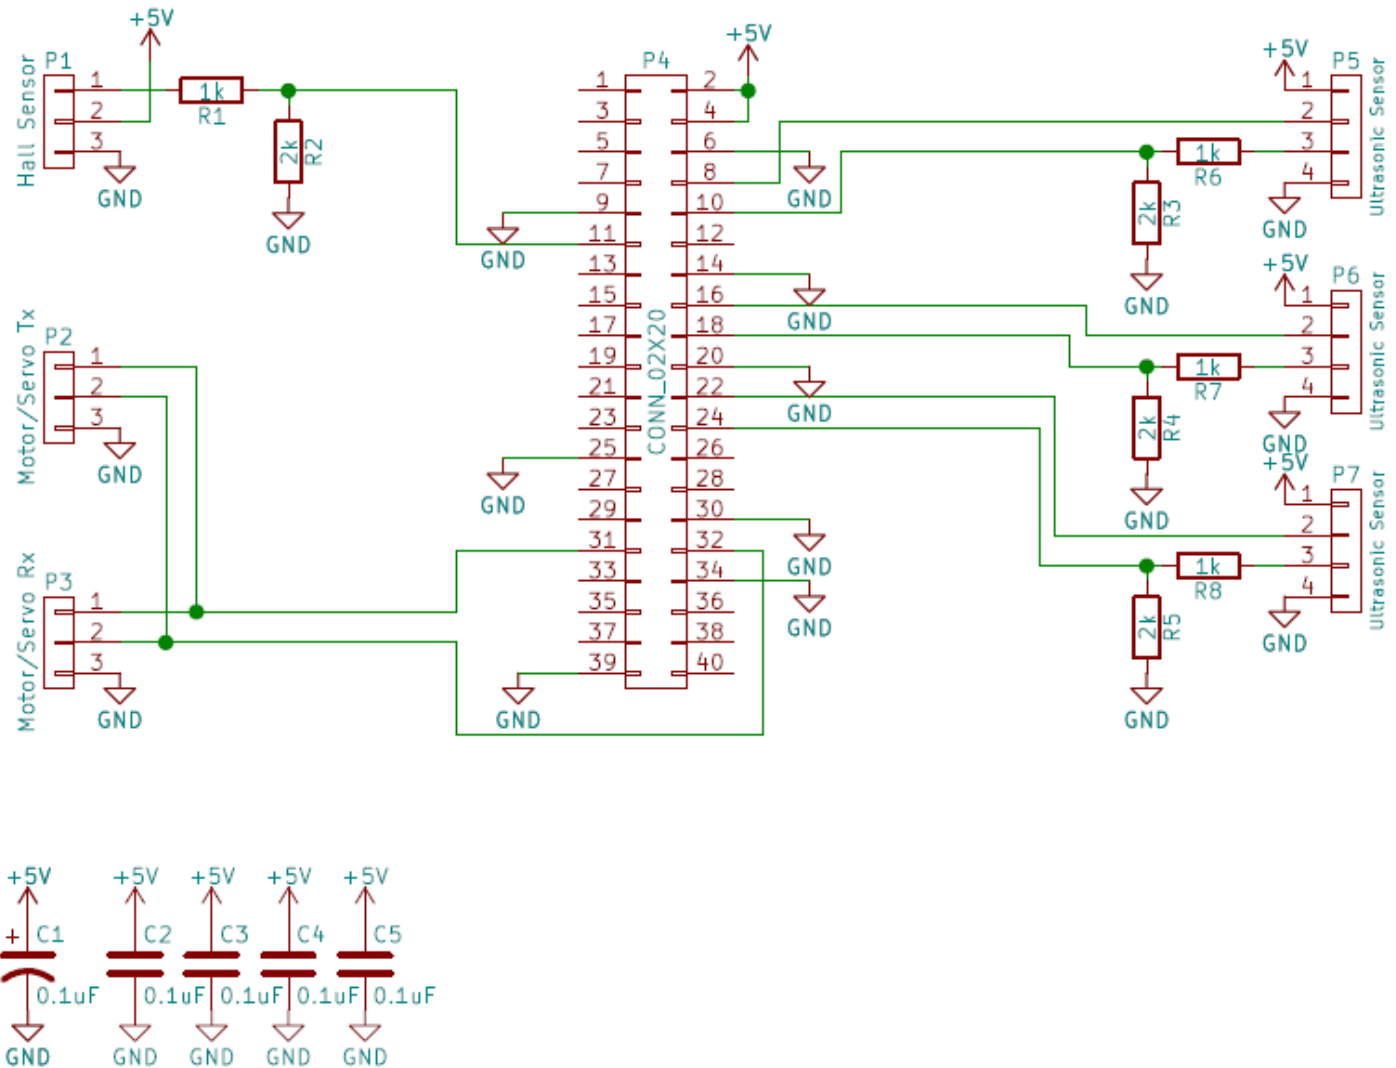 +5V
P1
Hall Sensor
1
2
3
1k
R1
2k
R2
GND
GND
Motor/Servo Tx
P2
1
2
3
GND
Motor/Servo Rx
P3
1
2
3
GND
P4
+5V
CONN_02X20
1 2
3 4
5 6
7 8
9 10
11 12
13 14
15 16
17 18
19 20
21 22
23 24
25 26
27 28
29 30
31 32
33 34
35 36
37 38
39 40
GND
GND
GND
GND
GND
GND
GND
GND
+5V
P5
Ultrasonic Sensor
1
2
3
4
1k
R6
2k
R3
GND
GND
+5V
P6
Ultrasonic Sensor
1
2
3
4
1k
R7
2k
R4
GND
GND
+5V
P7
Ultrasonic Sensor
1
2
3
4
1k
R8
2k
R5
GND
GND
+5V +5V +5V +5V +5V
+ C1 C2 C3 C4 C5
0.1uF 0.1uF 0.1uF 0.1uF 0.1uF
GND GND GND GND GND